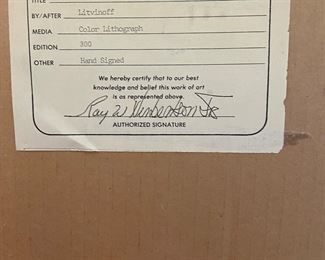 TITLE
BY/AFTER Litvinoff
MEDIA Color Lithograph
EDITION 300
OTHER Hand Signed
We hereby certify that to our best
knowledge and belief this work of art
is as represented above.
Ray W
AUTHORIZED SIGNATURE